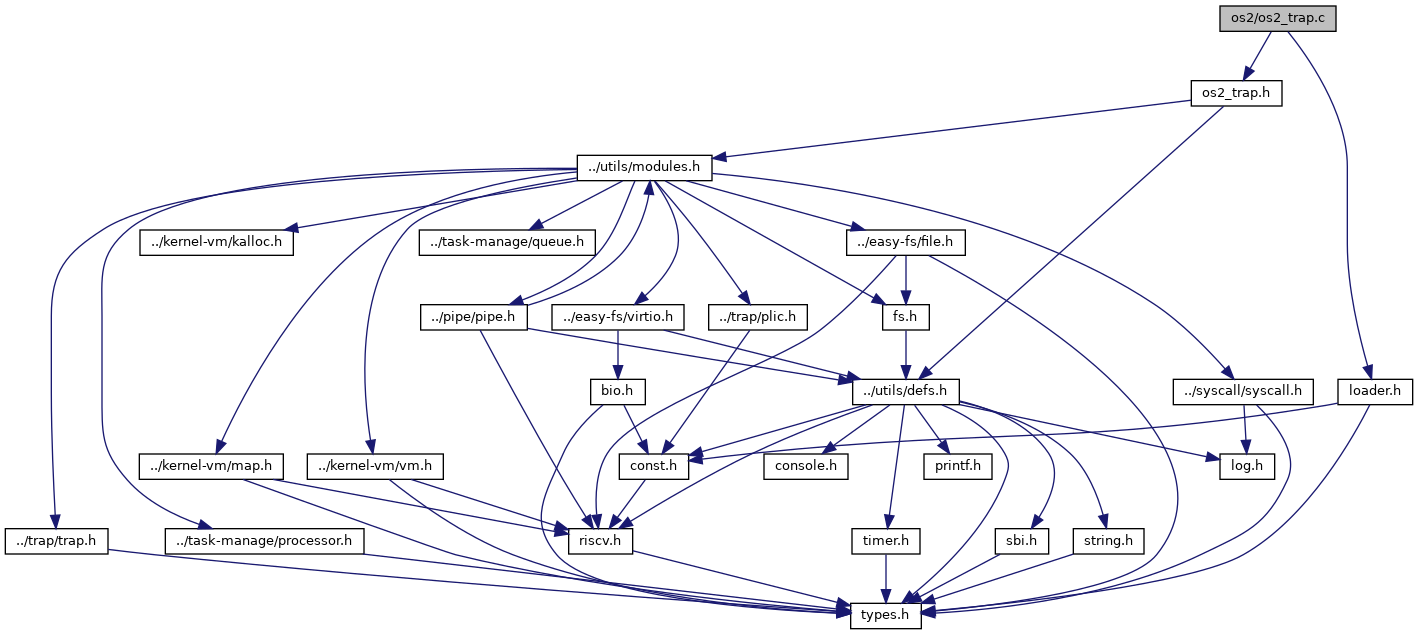 os2/os2_trap.c
os2_trap.h
../utils/modules.h
../kernel-vm/kalloc.h
../task-manage/queue.h
../easy-fs/file.h
../pipe/pipe.h
../easy-fs/virtio.h
../trap/plic.h
fs.h
bio.h
../utils/defs.h
../syscall/syscall.h
loader.h
../kernel-vm/map.h
../kernel-vm/vm.h
const.h
console.h
printf.h
log.h
../trap/trap.h
../task-manage/processor.h
riscv.h
timer.h
sbi.h
string.h
types.h